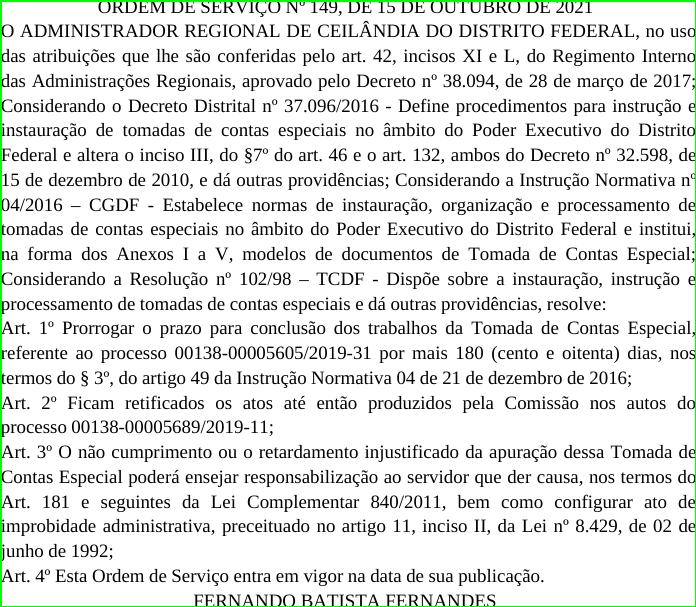 ORDEM DE SERVIÇO Nº 149, DE 15 DE OUTUBRO DE 2021
O ADMINISTRADOR REGIONAL DE CEILÂNDIA DO DISTRITO FEDERAL, no uso
das atribuições que lhe são conferidas pelo art. 42, incisos XI e L, do Regimento Interno
das Administrações Regionais, aprovado pelo Decreto nº 38.094, de 28 de março de 2017;
Considerando o Decreto Distrital nº 37.096/2016 - Define procedimentos para instrução e
instauração de tomadas de contas especiais no âmbito do Poder Executivo do Distrito
Federal e altera o inciso III, do §7º do art. 46 e o art. 132, ambos do Decreto nº 32.598, de
15 de dezembro de 2010, e dá outras providências; Considerando a Instrução Normativa nº
04/2016 – CGDF - Estabelece normas de instauração, organização e processamento de
tomadas de contas especiais no âmbito do Poder Executivo do Distrito Federal e institui,
na forma dos Anexos I a V, modelos de documentos de Tomada de Contas Especial;
Considerando a Resolução nº 102/98 – TCDF - Dispõe sobre a instauração, instrução e
processamento de tomadas de contas especiais e dá outras providências, resolve:
Art. 1º Prorrogar o prazo para conclusão dos trabalhos da Tomada de Contas Especial,
referente ao processo 00138-00005605/2019-31 por mais 180 (cento e oitenta) dias, nos
termos do § 3º, do artigo 49 da Instrução Normativa 04 de 21 de dezembro de 2016;
Art. 2º Ficam retificados os atos até então produzidos pela Comissão nos autos do
processo 00138-00005689/2019-11;
Art. 3º O não cumprimento ou o retardamento injustificado da apuração dessa Tomada de
Contas Especial poderá ensejar responsabilização ao servidor que der causa, nos termos do
Art. 181 e seguintes da Lei Complementar 840/2011, bem como configurar ato de
improbidade administrativa, preceituado no artigo 11, inciso II, da Lei nº 8.429, de 02 de
junho de 1992;
Art. 4º Esta Ordem de Serviço entra em vigor na data de sua publicação.
FERNANDO BATISTA FERNANDES